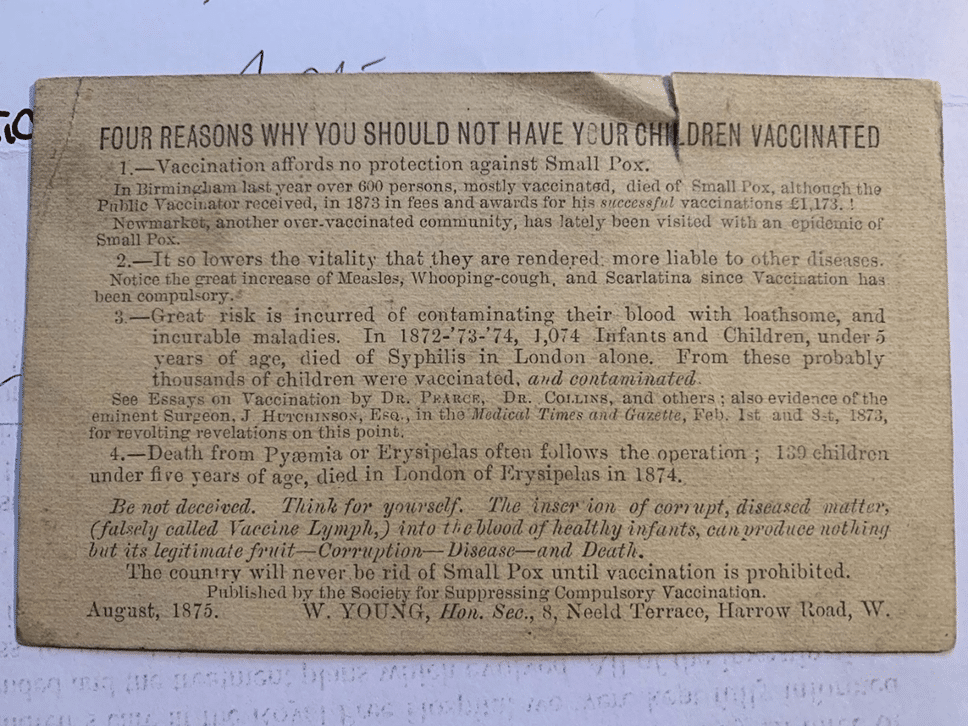 FOUR REASONS WHY YOU SHOULD NOT HAVE YOUR CHILDREN VACCINATED
1.—Vaccination affords no protection against Small Pox.
In Birmingham last year over 600 persons, mostly vaccinated, died of Small Pox, although the
Public Vaccinator received, in 1873 in fees and awards for his successful vaccinations £1,173. !
Newmarket, another over-vaccinated community, has lately been visited with an epidemic of
Small Pox.
2.—It so lowers the vitality that they are rendered more liable to other diseases.
Notice the great increase of Measles, Whooping-cough, and Scarlatina since Vaccination has
been compulsory.
3.—Great risk is incurred of contaminating their blood with loathsome, and
incurable maladies. In 1872-'73-'74, 1,074 Infants and Children, under 5
years of age, died of Syphilis in London alone. From these probably
thousands of children were vaccinated, and contaminated.
See Essays on Vaccination by DR. PEARCE, DR. COLLINS, and others ; also evidence of the
eminent Surgeon, J HUTCHINSON, ESQ., in the Medical Times and Gazette, Feb. 1st and 8st, 1873,
for revolting revelations on this point.
4.—Death from Pyæmia or Erysipelas often follows the operation ; 139 children
under five years of age, died in London of Erysipelas in 1874.
Be not deceived. Think for yourself. The inser ion of corrupt, diseased matter,
(falsely called Vaccine Lymph,) into the blood of healthy infants, can produce nothing
but its legitimate fruit—Corruption—Disease—and Death.
The country will never be rid of Small Pox until vaccination is prohibited.
Published by the Society for Suppressing Compulsory Vaccination.
August, 1875. W. YOUNG, Hon. Sec., 8, Neeld Terrace, Harrow Road, W.